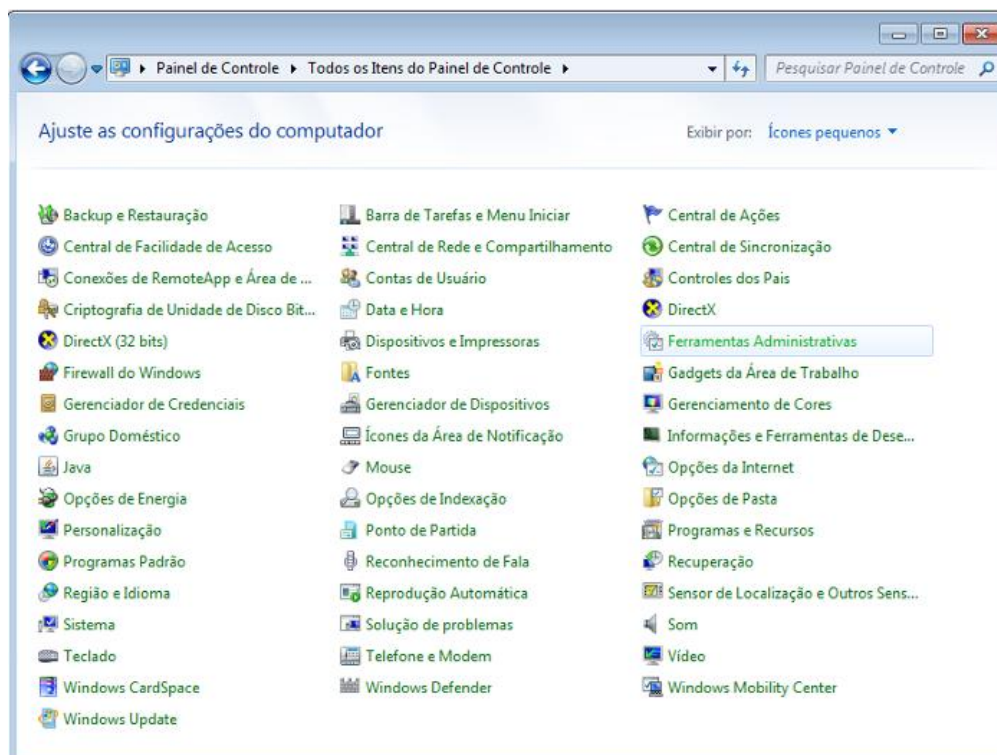 Painel de Controle Todos os Itens do Painel de Controle Pesquisar Painel de Controle
Ajuste as configurações do computador Exibir por: Ícones pequenos
Backup e Restauração Barra de Tarefas e Menu Iniciar Central de Ações
Central de Facilidade de Acesso Central de Rede e Compartilhamento Central de Sincronização
Conexões de RemoteApp e Área de ... Contas de Usuário Controles dos Pais
Criptografia de Unidade de Disco Bit... Data e Hora DirectX
DirectX (32 bits) Dispositivos e Impressoras Ferramentas Administrativas
Firewall do Windows Fontes Gadgets da Área de Trabalho
Gerenciador de Credenciais Gerenciador de Dispositivos Gerenciamento de Cores
Grupo Doméstico Ícones da Área de Notificação Informações e Ferramentas de Dese...
Java Mouse Opções da Internet
Opções de Energia Opções de Indexação Opções de Pasta
Personalização Ponto de Partida Programas e Recursos
Programas Padrão Reconhecimento de Fala Recuperação
Região e Idioma Reprodução Automática Sensor de Localização e Outros Sens...
Sistema Solução de problemas Som
Teclado Telefone e Modem Vídeo
Windows CardSpace Windows Defender Windows Mobility Center
Windows Update